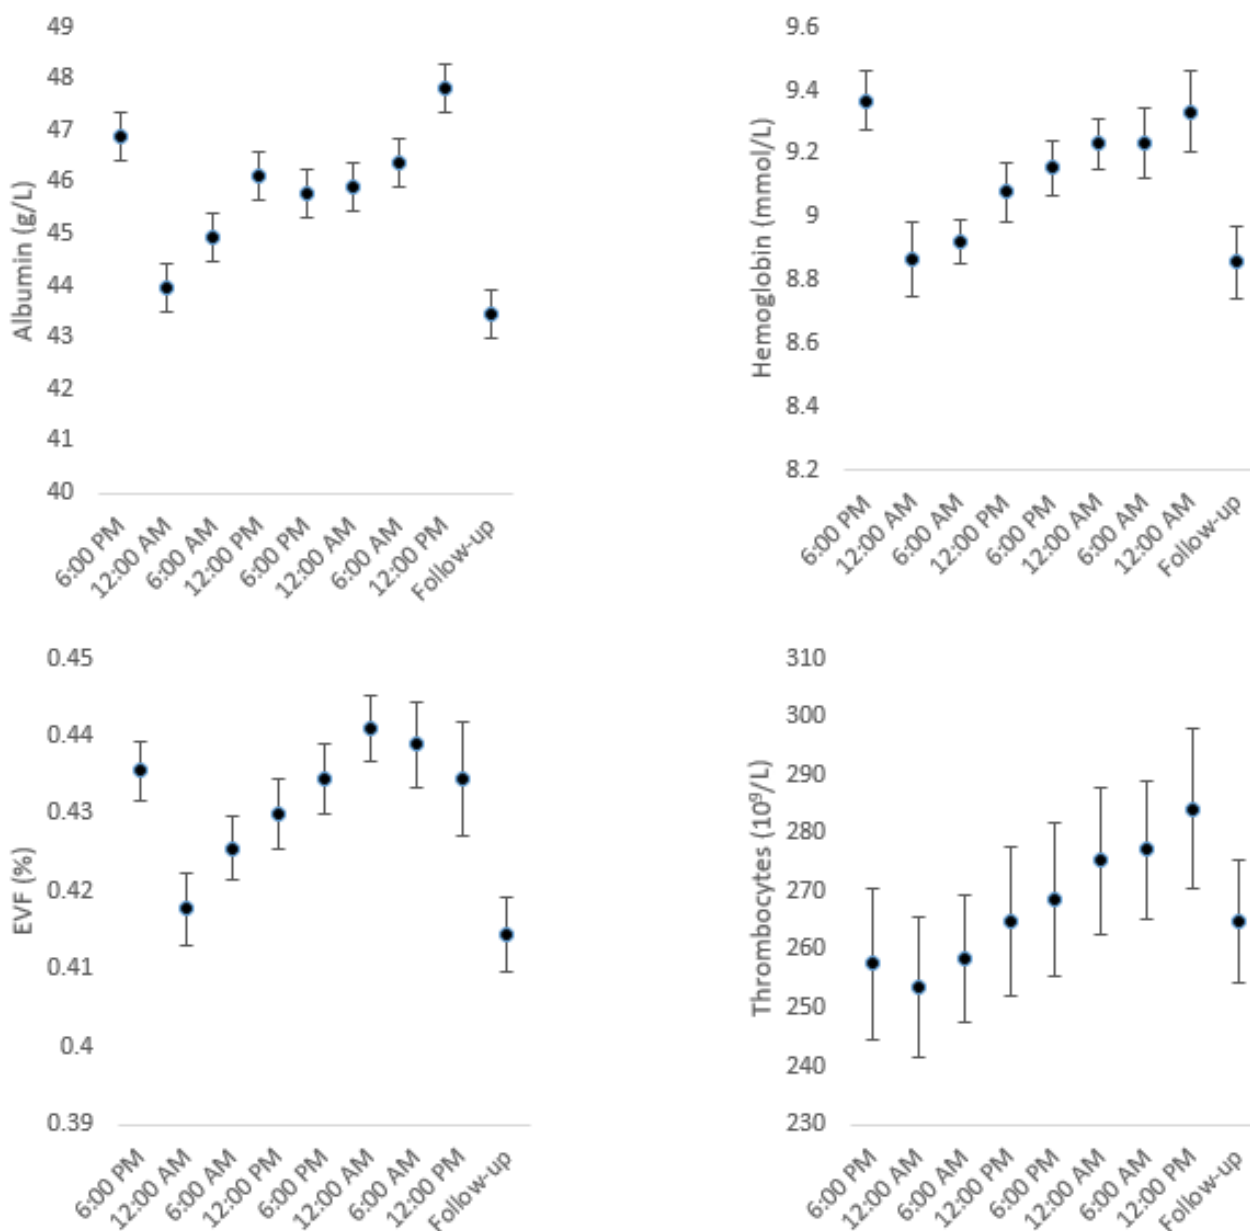 49
48
47
46
45
44
43
42
41
40
Albumin (g/L)
6:00 PM
12:00 AM
6:00 AM
12:00 PM
6:00 PM
12:00 AM
6:00 AM
12:00 PM
Follow-up
9.6
9.4
9.2
9
8.8
8.6
8.4
8.2
Hemoglobin (mmol/L)
6:00 PM
12:00 AM
6:00 AM
12:00 PM
6:00 PM
12:00 AM
6:00 AM
12:00 AM
Follow-up
0.45
0.44
0.43
0.42
0.41
0.4
0.39
EVF (%)
6:00 PM
12:00 AM
6:00 AM
12:00 PM
6:00 PM
12:00 AM
6:00 AM
12:00 PM
Follow-up
310
300
290
280
270
260
250
240
230
Thrombocytes (10⁹/L)
6:00 PM
12:00 AM
6:00 AM
12:00 PM
6:00 PM
12:00 AM
6:00 AM
12:00 PM
Follow-up